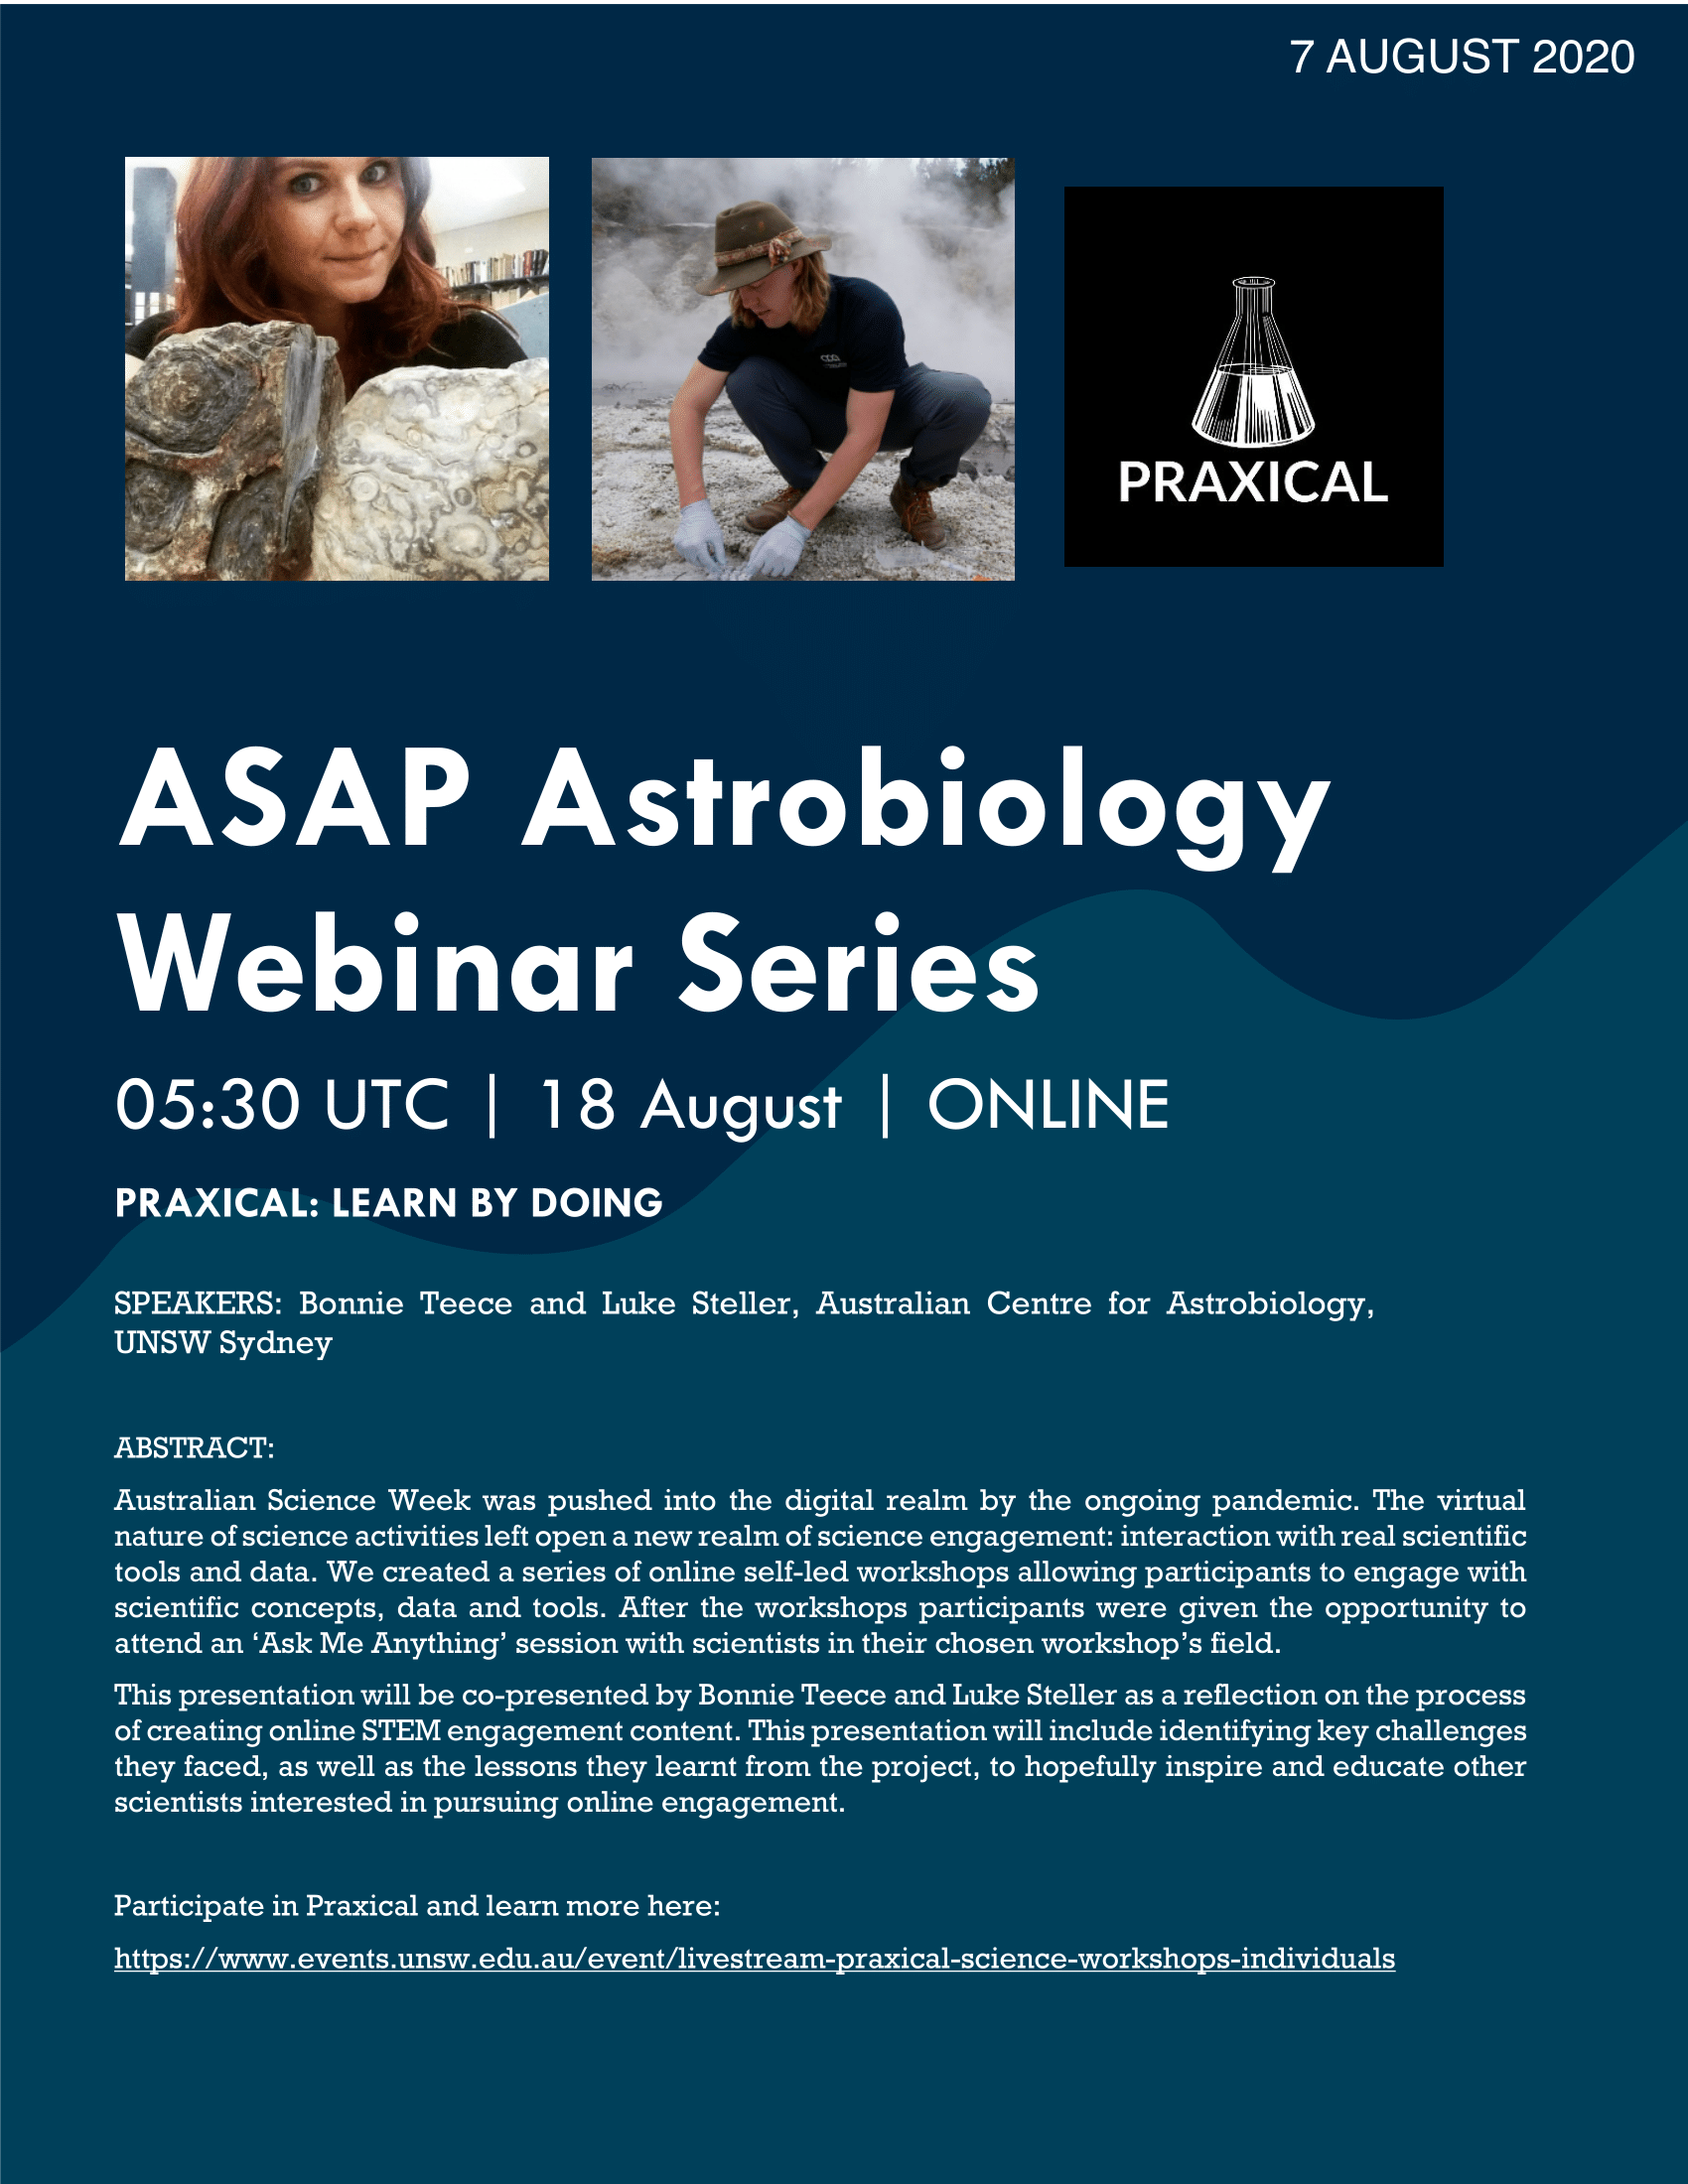 7 AUGUST 2020
PRAXICAL
ASAP Astrobiology
Webinar Series
05:30 UTC | 18 August | ONLINE
PRAXICAL: LEARN BY DOING
SPEAKERS: Bonnie Teece and Luke Steller, Australian Centre for Astrobiology,
UNSW Sydney
ABSTRACT:
Australian Science Week was pushed into the digital realm by the ongoing pandemic. The virtual
nature of science activities left open a new realm of science engagement: interaction with real scientific
tools and data. We created a series of online self-led workshops allowing participants to engage with
scientific concepts, data and tools. After the workshops participants were given the opportunity to
attend an ‘Ask Me Anything’ session with scientists in their chosen workshop’s field.
This presentation will be co-presented by Bonnie Teece and Luke Steller as a reflection on the process
of creating online STEM engagement content. This presentation will include identifying key challenges
they faced, as well as the lessons they learnt from the project, to hopefully inspire and educate other
scientists interested in pursuing online engagement.
Participate in Praxical and learn more here:
https://www.events.unsw.edu.au/event/livestream-praxical-science-workshops-individuals